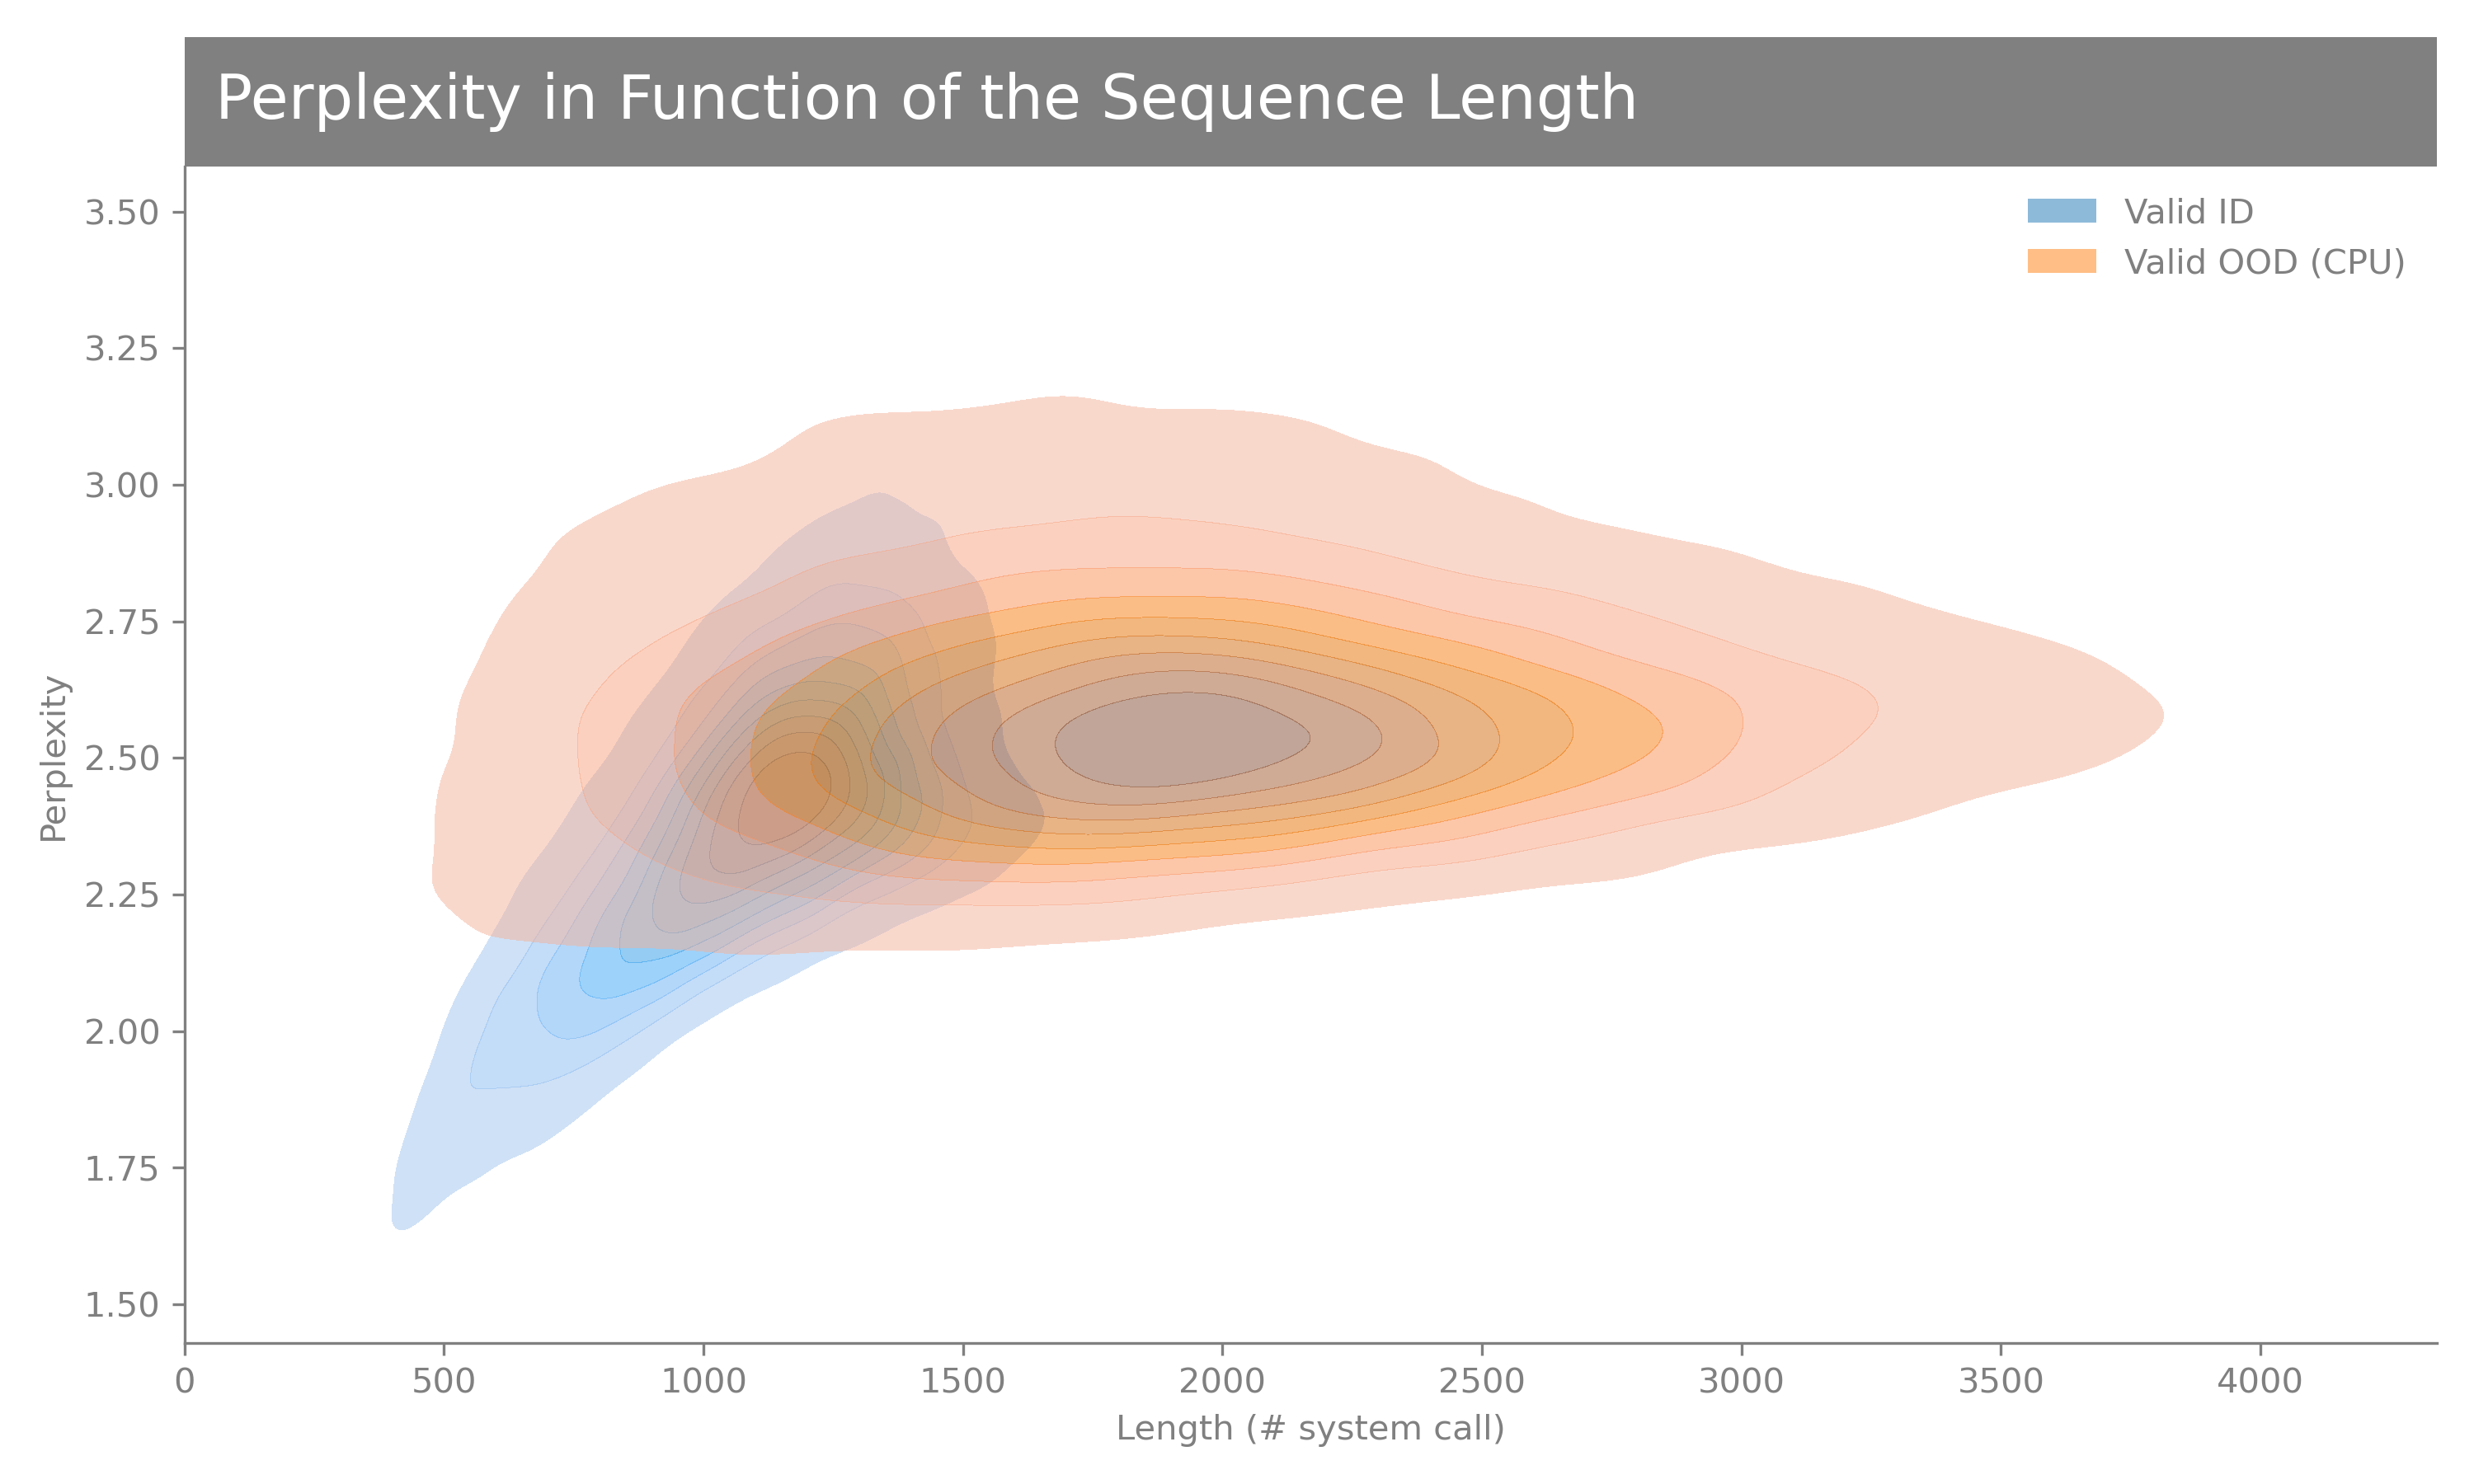 Perplexity in Function of the Sequence Length
Valid ID
Valid OOD (CPU)
3.50
3.25
3.00
2.75
2.50
2.25
2.00
1.75
1.50
Perplexity
0 500 1000 1500 2000 2500 3000 3500 4000
Length (# system call)